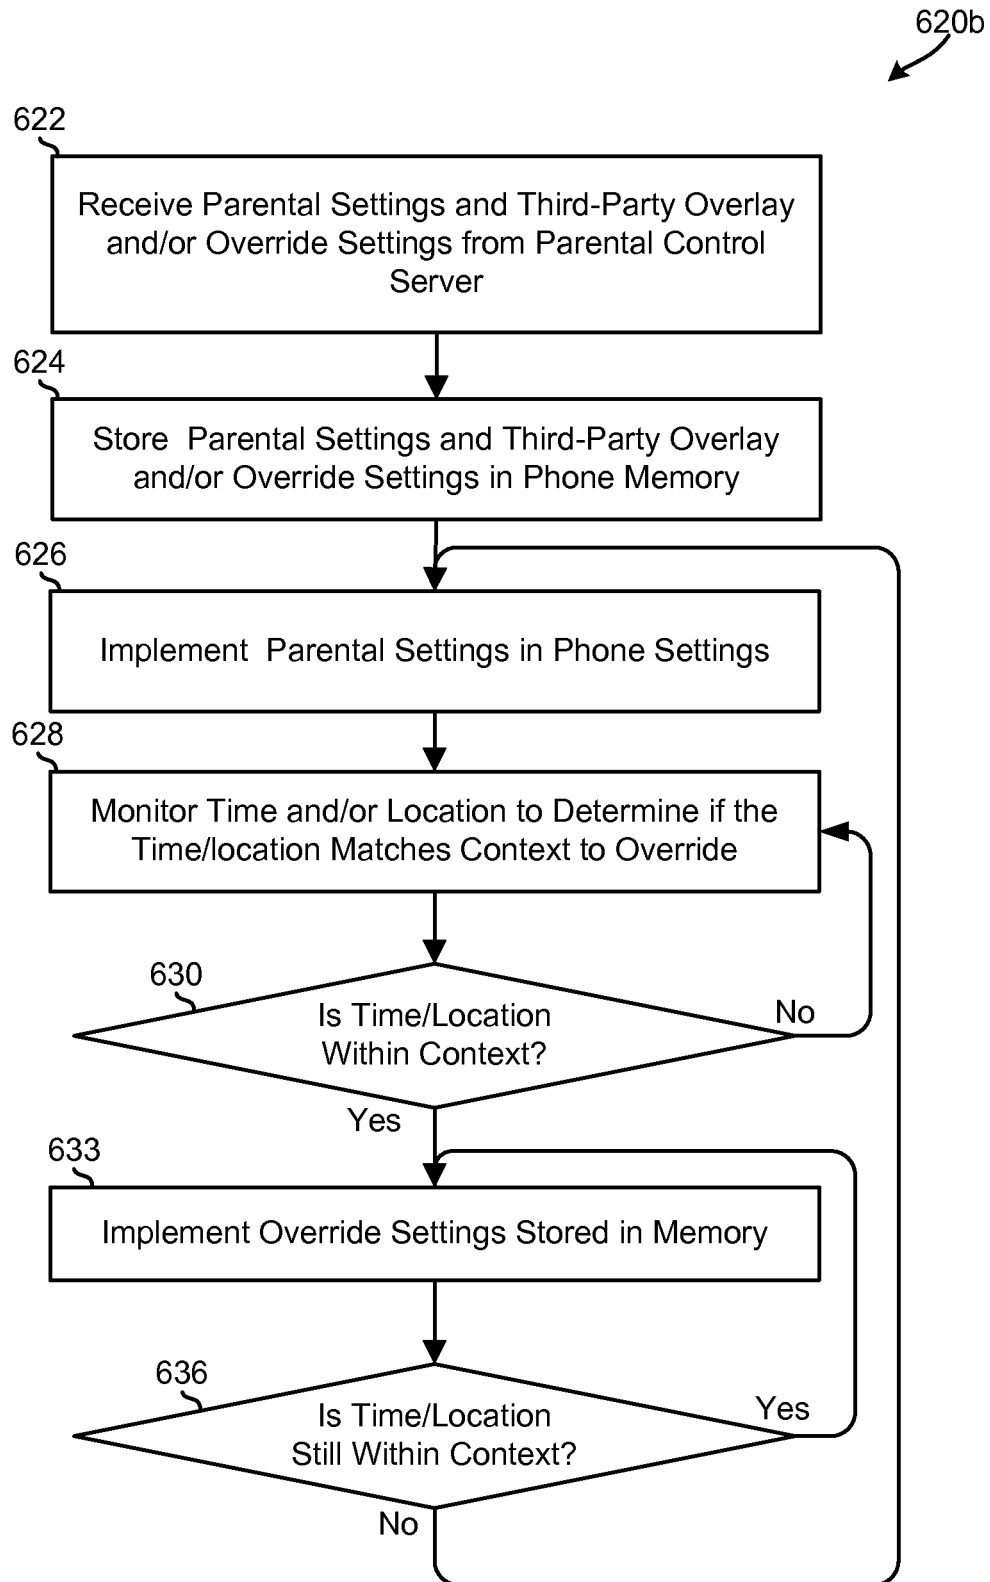 620b
622
Receive Parental Settings and Third-Party Overlay
and/or Override Settings from Parental Control
Server
624
Store Parental Settings and Third-Party Overlay
and/or Override Settings in Phone Memory
626
Implement Parental Settings in Phone Settings
628
Monitor Time and/or Location to Determine if the
Time/location Matches Context to Override
630
Is Time/Location
Within Context?
No
Yes
633
Implement Override Settings Stored in Memory
636
Is Time/Location
Still Within Context?
Yes
No